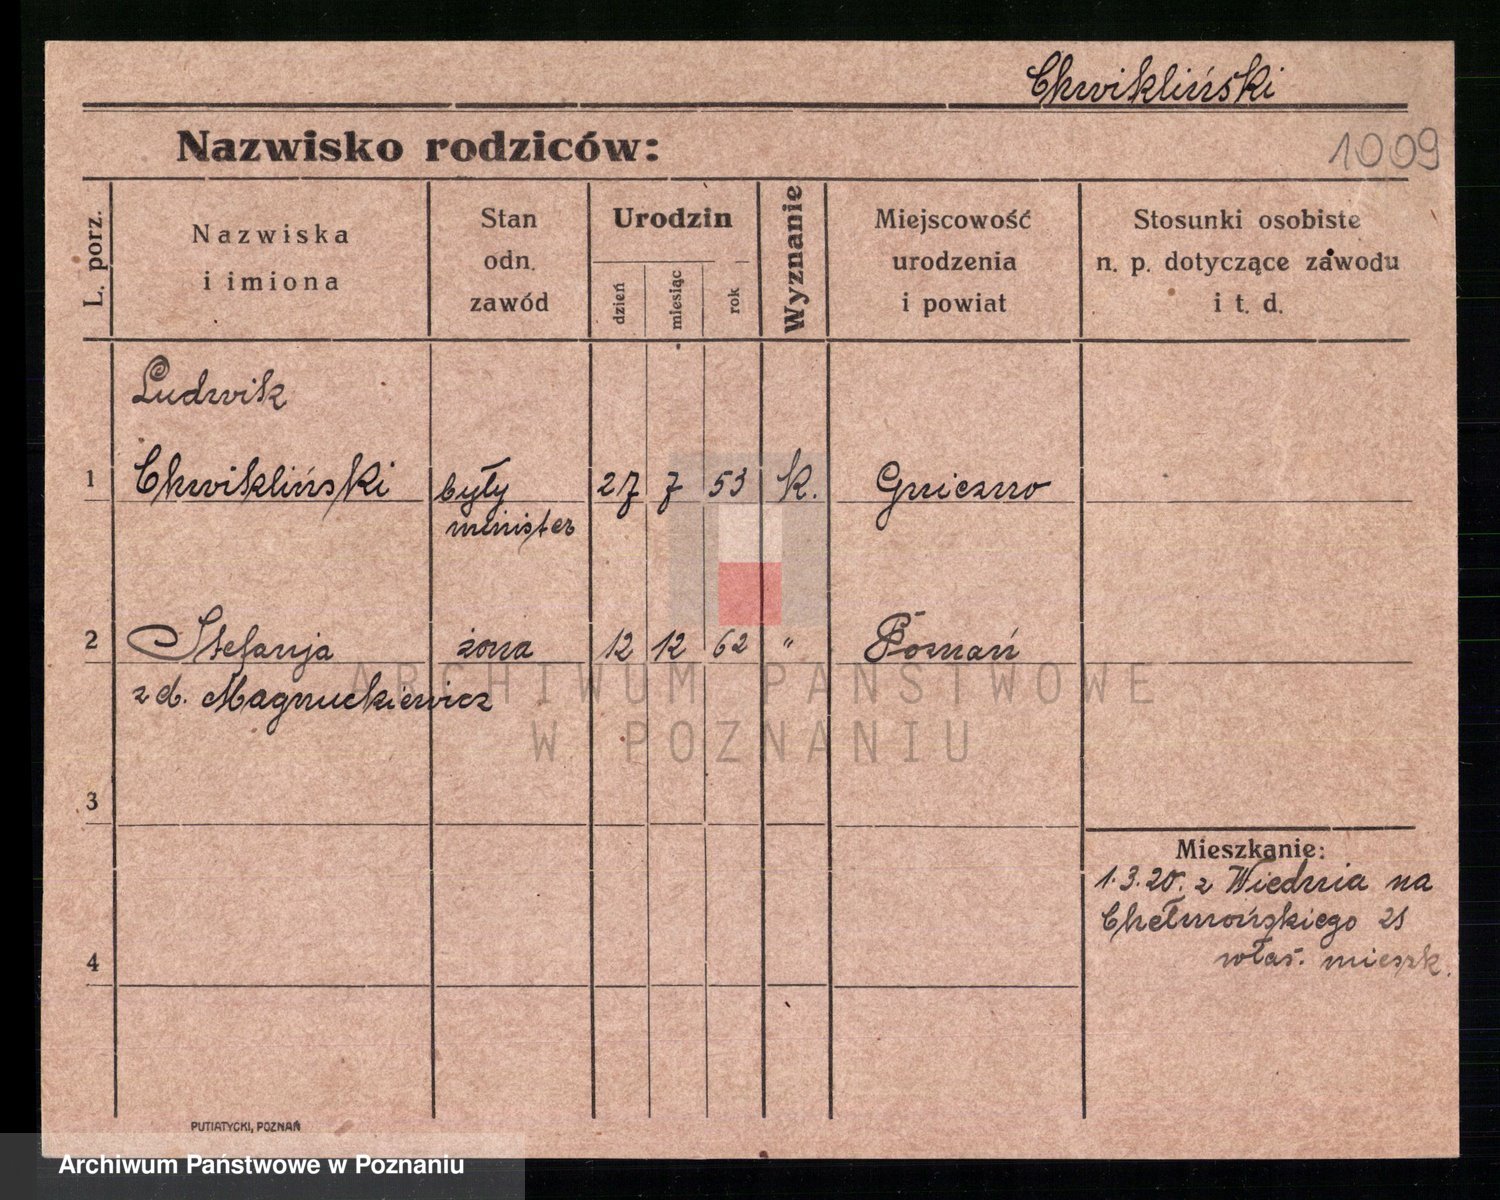 Chwikliński
Nazwisko rodziców:
1009
L. porz.
Nazwiska
i imiona
Stan
odn.
zawód
Urodzin
dzień
miesiąc
rok
Wyznanie
Miejscowość
urodzenia
i powiat
Stosunki osobiste
n. p. dotyczące zawodu
i t. d.
Ludwik
1 Chwikliński były 27 7 53 k. Gniezno
minister
2 Stefanja żona 12 12 62 " Poznań
z d. Magnuckiewicz
3
Mieszkanie:
1.3.20. z Wiednia na
Chełmońskiego 21
włas. mieszk.
4
PUTIATYCKI, POZNAŃ
ARCHIWUM PAŃSTWOWE
W POZNANIU
Archiwum Państwowe w Poznaniu